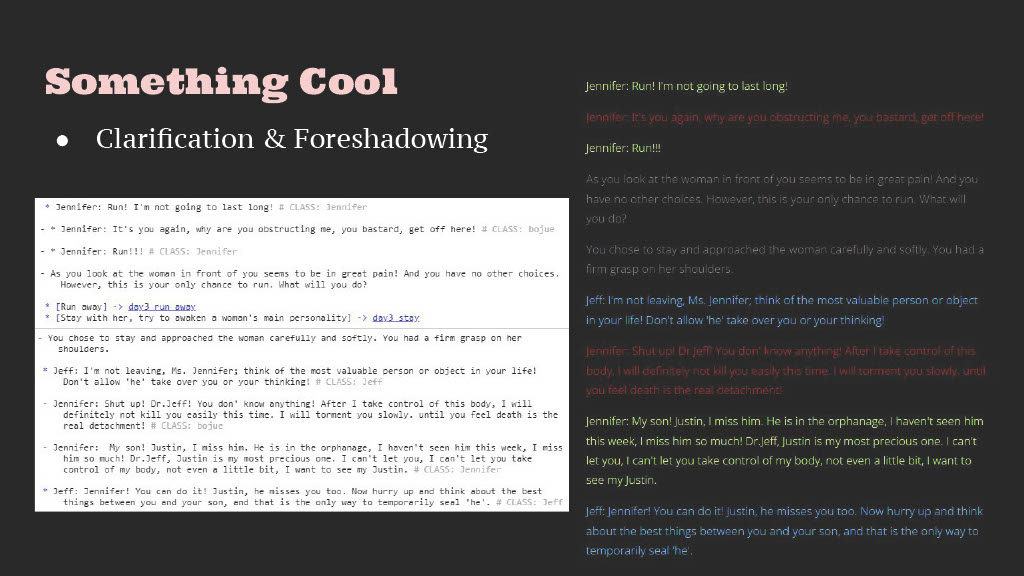 Something Cool
● Clarification & Foreshadowing
* Jennifer: Run! I'm not going to last long! # CLASS: Jennifer
- * Jennifer: It's you again, why are you obstructing me, you bastard, get off here! # CLASS: bojue
- * Jennifer: Run!!! # CLASS: Jennifer
- As you look at the woman in front of you seems to be in great pain! And you have no other choices.
However, this is your only chance to run. What will you do?
* [Run away] -> day3_run_away
* [Stay with her, try to awaken a woman's main personality] -> day3_stay
- You chose to stay and approached the woman carefully and softly. You had a firm grasp on her
shoulders.
* Jeff: I'm not leaving, Ms. Jennifer; think of the most valuable person or object in your life!
Don't allow 'he' take over you or your thinking! # CLASS: Jeff
- Jennifer: Shut up! Dr.Jeff! You don' know anything! After I take control of this body, I will
definitely not kill you easily this time. I will torment you slowly. until you feel death is the
real detachment! # CLASS: bojue
- Jennifer:  My son! Justin, I miss him. He is in the orphanage, I haven't seen him this week, I miss
him so much! Dr.Jeff, Justin is my most precious one. I can't let you, I can't let you take
control of my body, not even a little bit, I want to see my Justin. # CLASS: Jennifer
* Jeff: Jennifer! You can do it! Justin, he misses you too. Now hurry up and think about the best
things between you and your son, and that is the only way to temporarily seal 'he'. # CLASS: Jeff
Jennifer: Run! I'm not going to last long!
Jennifer: It's you again, why are you obstructing me, you bastard, get off here!
Jennifer: Run!!!
As you look at the woman in front of you seems to be in great pain! And you
have no other choices. However, this is your only chance to run. What will
you do?
You chose to stay and approached the woman carefully and softly. You had a
firm grasp on her shoulders.
Jeff: I'm not leaving, Ms. Jennifer; think of the most valuable person or object
in your life! Don't allow 'he' take over you or your thinking!
Jennifer: Shut up! Dr.Jeff! You don' know anything! After I take control of this
body, I will definitely not kill you easily this time. I will torment you slowly. until
you feel death is the real detachment!
Jennifer: My son! Justin, I miss him. He is in the orphanage, I haven't seen him
this week, I miss him so much! Dr.Jeff, Justin is my most precious one. I can't
let you, I can't let you take control of my body, not even a little bit, I want to
see my Justin.
Jeff: Jennifer! You can do it! Justin, he misses you too. Now hurry up and think
about the best things between you and your son, and that is the only way to
temporarily seal 'he'.